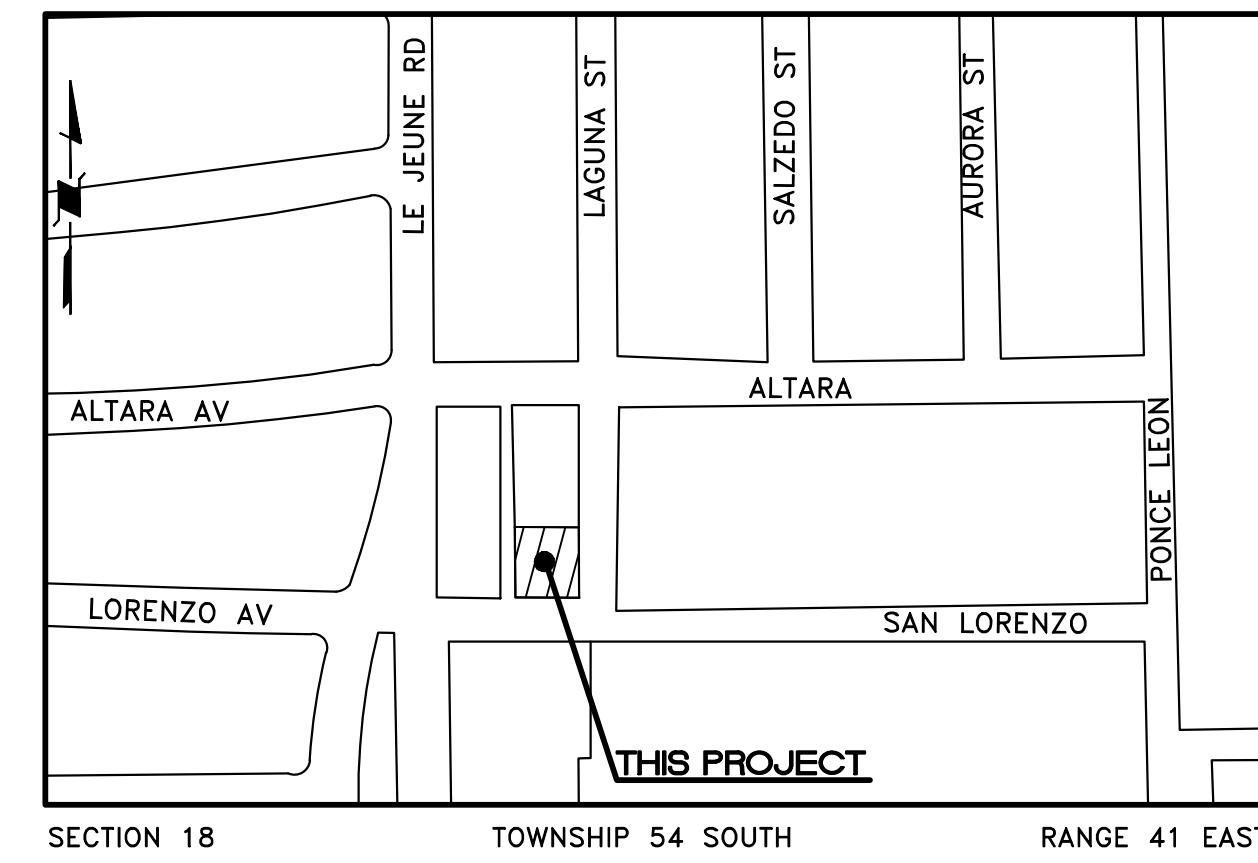 LE JEUNE RD
LAGUNA ST
SALZEDO ST
AURORA ST
ALTARA AV
ALTARA
PONCE LEON
LORENZO AV
SAN LORENZO
THIS PROJECT
SECTION 18
TOWNSHIP 54 SOUTH
RANGE 41 EAST